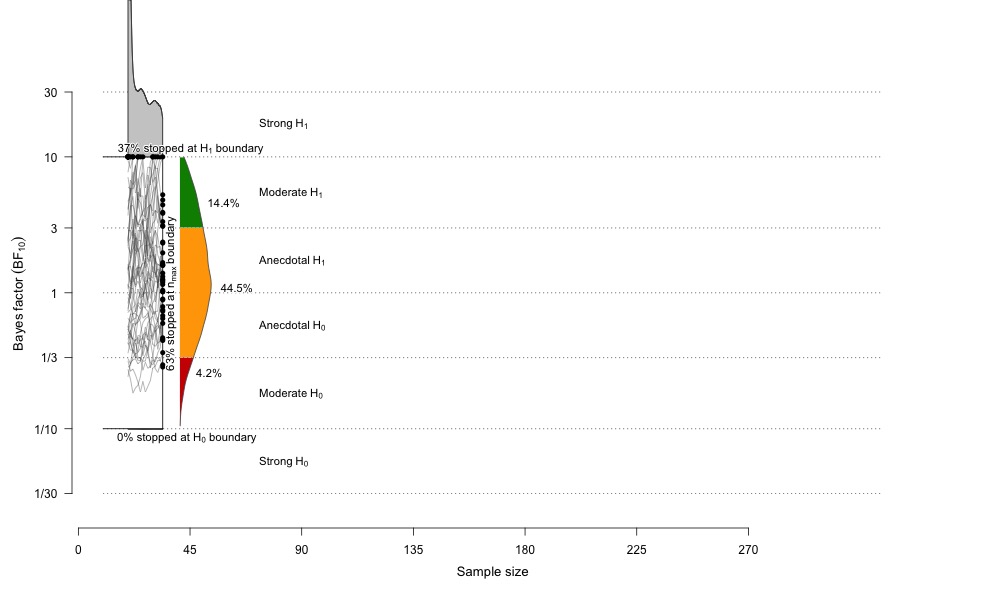 30
Strong H₁
37% stopped at H₁ boundary
10
Moderate H₁
14.4%
3
Anecdotal H₁
44.5%
1
Anecdotal H₀
1/3
4.2%
Moderate H₀
63% stopped at nₘₐₓ boundary
1/10
0% stopped at H₀ boundary
Strong H₀
1/30
Bayes factor (BF₁₀)
0 45 90 135 180 225 270
Sample size